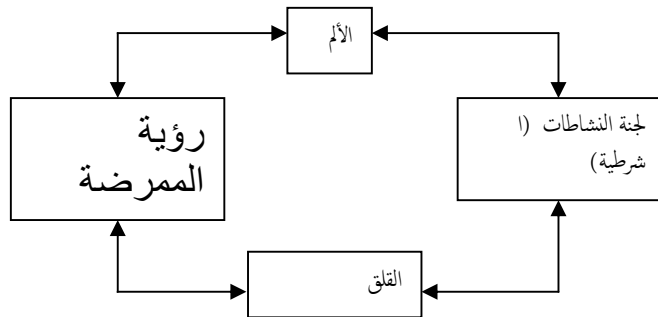 الألم
رؤية
الممرضة
لجنة النشاطات (ا
شرطية)
القلق